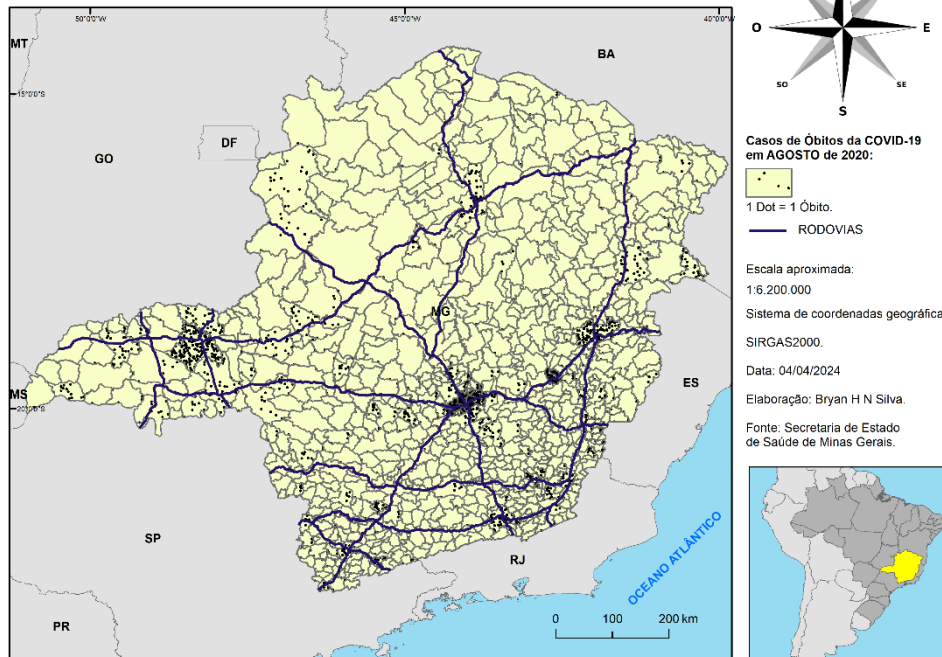 50°0'0"W
45°0'0"W
40°0'0"W
MT
BA
15°0'0"S
DF
GO
MG
MS
20°0'0"S
ES
SP
RJ
OCEANO ATLÂNTICO
PR
0 100 200 km
O
E
SO
SE
S
Casos de Óbitos da COVID-19
em AGOSTO de 2020:
1 Dot = 1 Óbito.
RODOVIAS
Escala aproximada:
1:6.200.000
Sistema de coordenadas geográfica
SIRGAS2000.
Data: 04/04/2024
Elaboração: Bryan H N Silva.
Fonte: Secretaria de Estado
de Saúde de Minas Gerais.